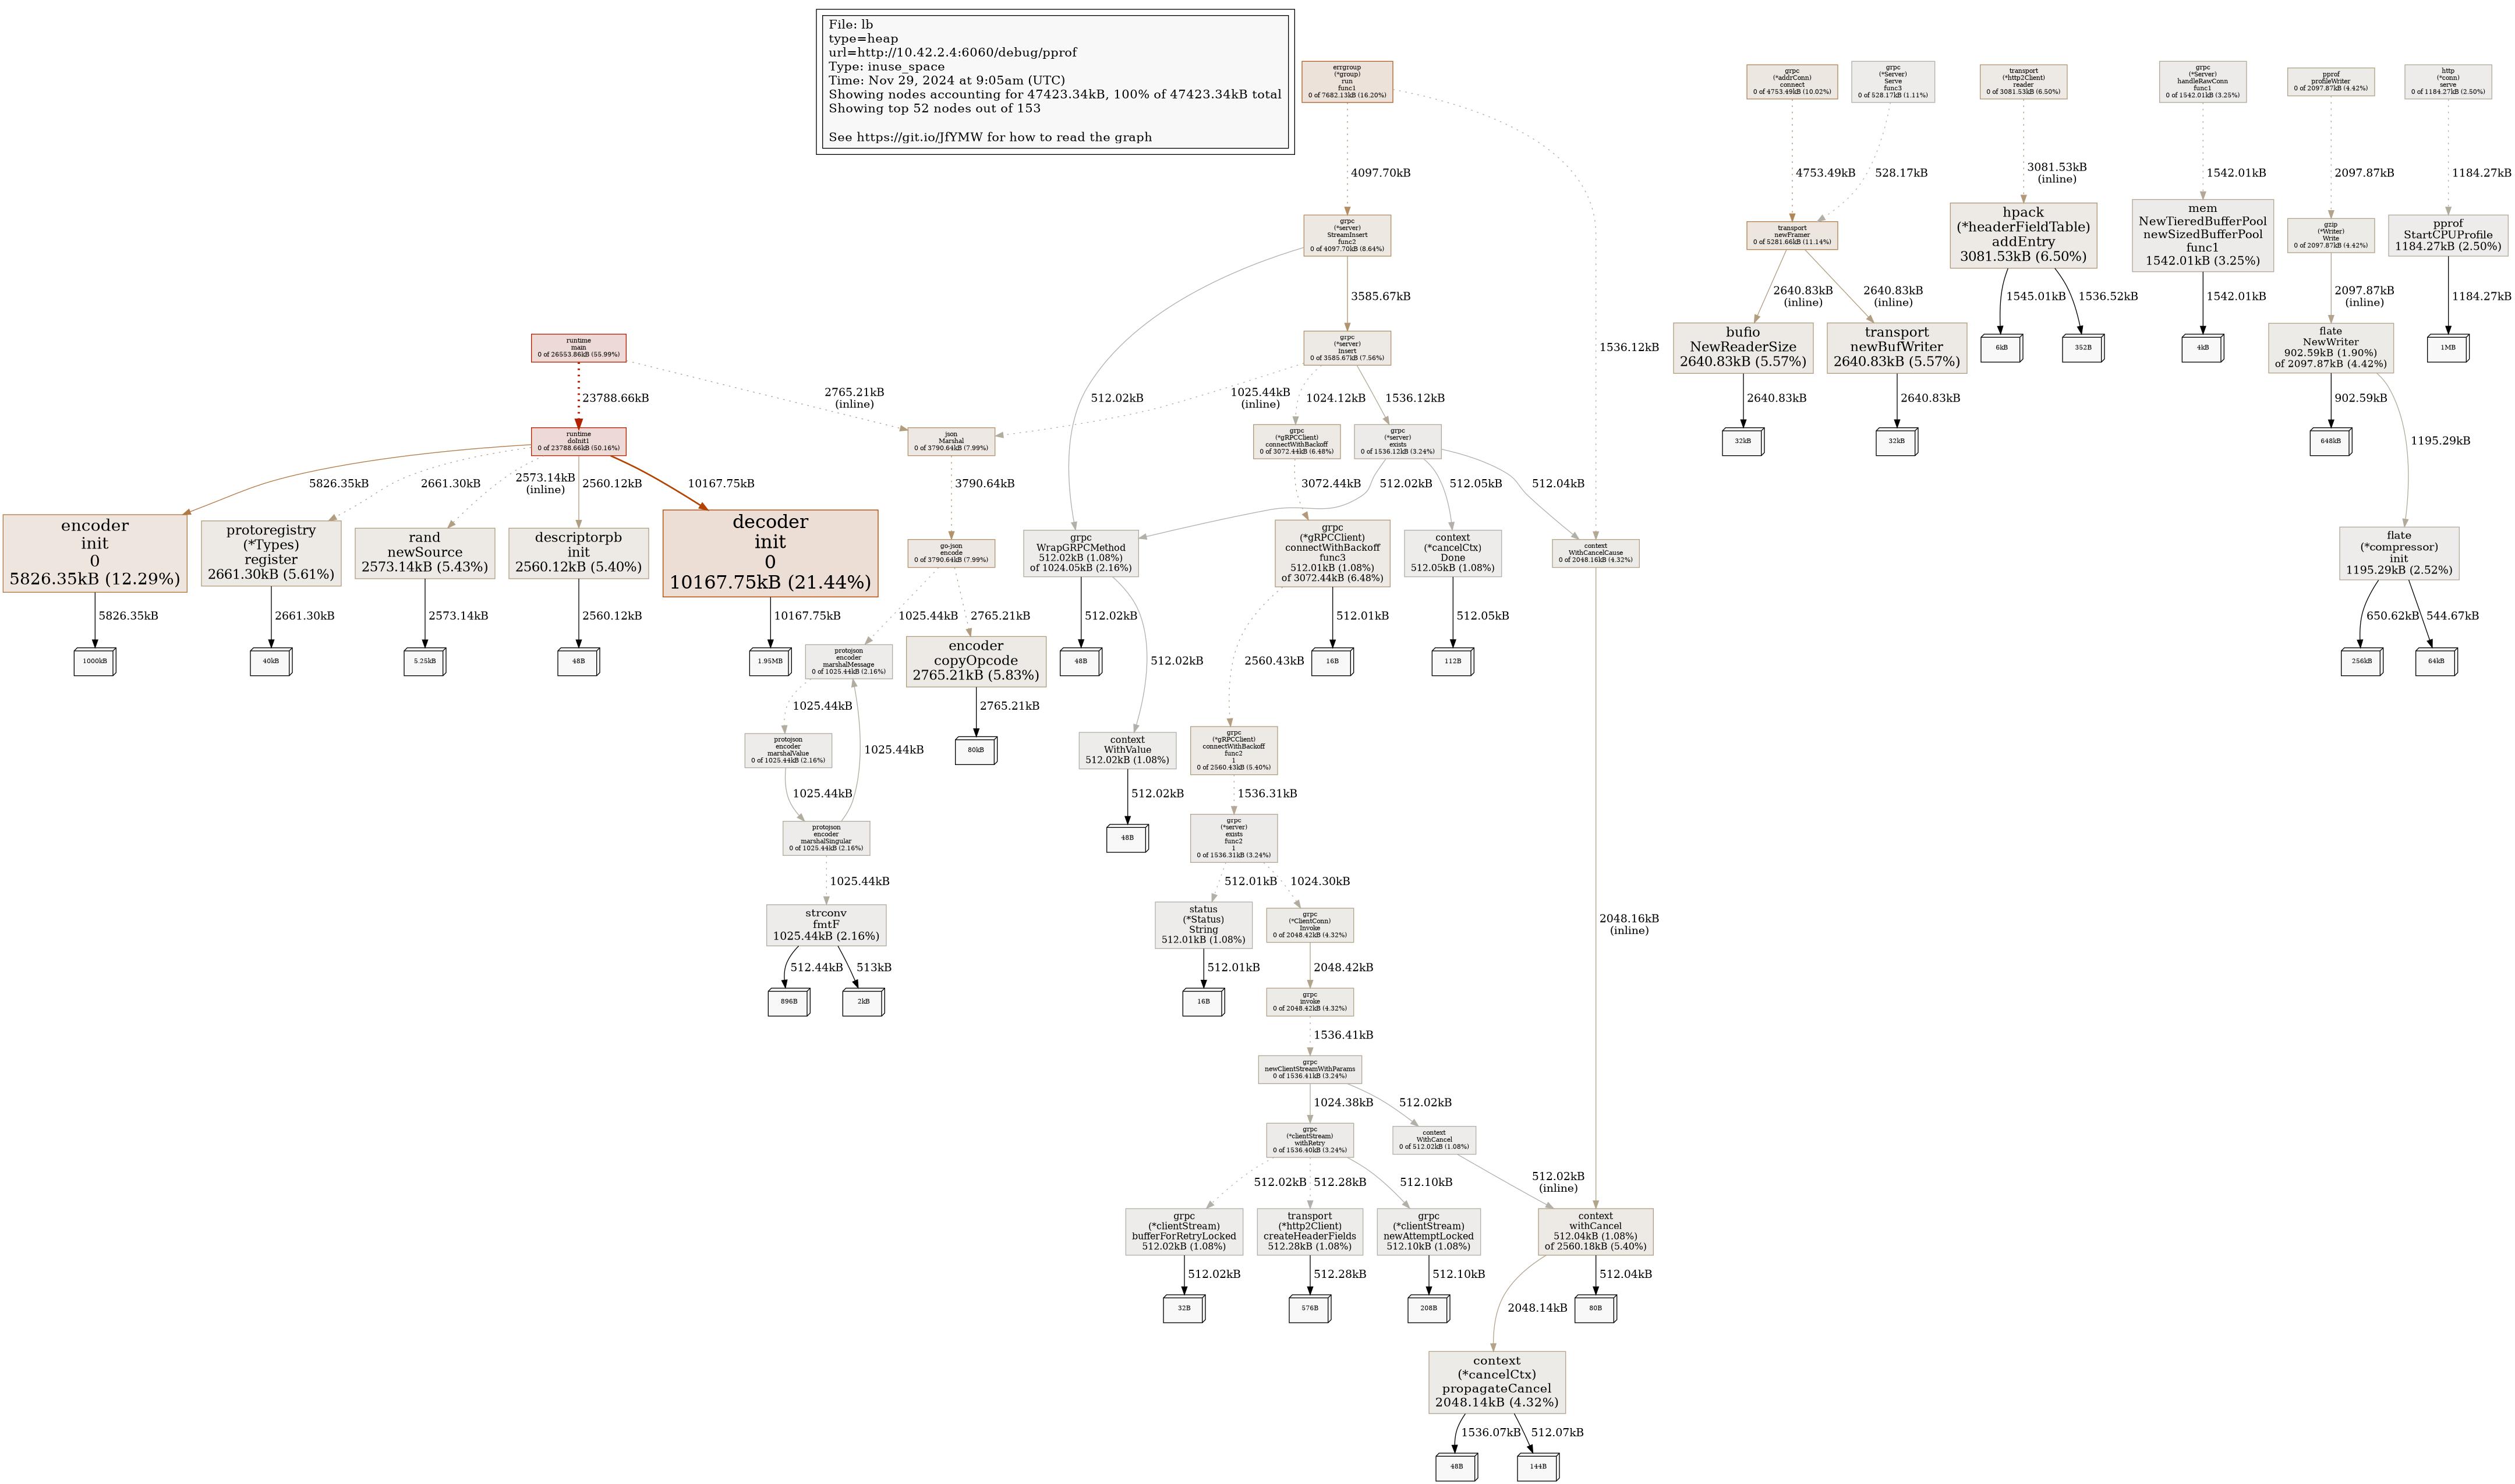 File: lb
type=heap
url=http://10.42.2.4:6060/debug/pprof
Type: inuse_space
Time: Nov 29, 2024 at 9:05am (UTC)
Showing nodes accounting for 47423.34kB, 100% of 47423.34kB total
Showing top 52 nodes out of 153
See https://git.io/JfYMW for how to read the graph
errgroup
(*group)
run
func1
0 of 7682.13kB (16.20%)
grpc
(*addrConn)
connect
0 of 4753.49kB (10.02%)
grpc
(*Server)
Serve
func3
0 of 528.17kB (1.11%)
transport
(*http2Client)
reader
0 of 3081.53kB (6.50%)
grpc
(*Server)
handleRawConn
func1
0 of 1542.01kB (3.25%)
pprof
profileWriter
0 of 2097.87kB (4.42%)
http
(*conn)
serve
0 of 1184.27kB (2.50%)
4097.70kB
4753.49kB
528.17kB
3081.53kB
(inline)
1542.01kB
2097.87kB
1184.27kB
grpc
(*server)
StreamInsert
func2
0 of 4097.70kB (8.64%)
transport
newFramer
0 of 5281.66kB (11.14%)
hpack
(*headerFieldTable)
addEntry
3081.53kB (6.50%)
mem
NewTieredBufferPool
newSizedBufferPool
func1
1542.01kB (3.25%)
gzip
(*Writer)
Write
0 of 2097.87kB (4.42%)
pprof
StartCPUProfile
1184.27kB (2.50%)
3585.67kB
2640.83kB
(inline)
2640.83kB
(inline)
1545.01kB
1536.52kB
1542.01kB
2097.87kB
(inline)
1184.27kB
runtime
main
0 of 26553.86kB (55.99%)
grpc
(*server)
Insert
0 of 3585.67kB (7.56%)
1536.12kB
bufio
NewReaderSize
2640.83kB (5.57%)
transport
newBufWriter
2640.83kB (5.57%)
6kB
352B
4kB
flate
NewWriter
902.59kB (1.90%)
of 2097.87kB (4.42%)
1MB
23788.66kB
2765.21kB
(inline)
512.02kB
1025.44kB
(inline)
1024.12kB
1536.12kB
2640.83kB
2640.83kB
902.59kB
runtime
doInit1
0 of 23788.66kB (50.16%)
json
Marshal
0 of 3790.64kB (7.99%)
grpc
(*gRPCClient)
connectWithBackoff
0 of 3072.44kB (6.48%)
grpc
(*server)
exists
0 of 1536.12kB (3.24%)
32kB
32kB
648kB
1195.29kB
5826.35kB
2661.30kB
2573.14kB
(inline)
2560.12kB
10167.75kB
3790.64kB
3072.44kB
512.02kB
512.05kB
512.04kB
encoder
init
0
5826.35kB (12.29%)
protoregistry
(*Types)
register
2661.30kB (5.61%)
rand
newSource
2573.14kB (5.43%)
descriptorpb
init
2560.12kB (5.40%)
decoder
init
0
10167.75kB (21.44%)
go-json
encode
0 of 3790.64kB (7.99%)
grpc
WrapGRPCMethod
512.02kB (1.08%)
of 1024.05kB (2.16%)
grpc
(*gRPCClient)
connectWithBackoff
func3
512.01kB (1.08%)
of 3072.44kB (6.48%)
context
(*cancelCtx)
Done
512.05kB (1.08%)
context
WithCancelCause
0 of 2048.16kB (4.32%)
flate
(*compressor)
init
1195.29kB (2.52%)
5826.35kB
2661.30kB
2573.14kB
2560.12kB
10167.75kB
1025.44kB
2765.21kB
512.02kB
512.01kB
512.05kB
650.62kB
544.67kB
1000kB
40kB
5.25kB
48B
1.95MB
protojson
encoder
marshalMessage
0 of 1025.44kB (2.16%)
encoder
copyOpcode
2765.21kB (5.83%)
48B
512.02kB
2560.43kB
16B
112B
256kB
64kB
1025.44kB
1025.44kB
2765.21kB
protojson
encoder
marshalValue
0 of 1025.44kB (2.16%)
80kB
context
WithValue
512.02kB (1.08%)
grpc
(*gRPCClient)
connectWithBackoff
func2
1
0 of 2560.43kB (5.40%)
1025.44kB
512.02kB
1536.31kB
protojson
encoder
marshalSingular
0 of 1025.44kB (2.16%)
48B
grpc
(*server)
exists
func2
1
0 of 1536.31kB (3.24%)
1025.44kB
512.01kB
1024.30kB
strconv
fmtF
1025.44kB (2.16%)
status
(*Status)
String
512.01kB (1.08%)
grpc
(*ClientConn)
Invoke
0 of 2048.42kB (4.32%)
2048.16kB
(inline)
512.44kB
513kB
512.01kB
2048.42kB
896B
2kB
16B
grpc
invoke
0 of 2048.42kB (4.32%)
1536.41kB
grpc
newClientStreamWithParams
0 of 1536.41kB (3.24%)
1024.38kB
512.02kB
grpc
(*clientStream)
withRetry
0 of 1536.40kB (3.24%)
context
WithCancel
0 of 512.02kB (1.08%)
512.02kB
512.28kB
512.10kB
512.02kB
(inline)
grpc
(*clientStream)
bufferForRetryLocked
512.02kB (1.08%)
transport
(*http2Client)
createHeaderFields
512.28kB (1.08%)
grpc
(*clientStream)
newAttemptLocked
512.10kB (1.08%)
context
withCancel
512.04kB (1.08%)
of 2560.18kB (5.40%)
512.02kB
512.28kB
512.10kB
2048.14kB
512.04kB
32B
576B
208B
80B
context
(*cancelCtx)
propagateCancel
2048.14kB (4.32%)
1536.07kB
512.07kB
48B
144B